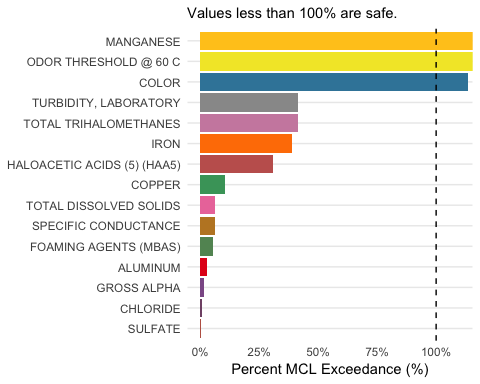 Values less than 100% are safe.
MANGANESE
ODOR THRESHOLD @ 60 C
COLOR
TURBIDITY, LABORATORY
TOTAL TRIHALOMETHANES
IRON
HALOACETIC ACIDS (5) (HAA5)
COPPER
TOTAL DISSOLVED SOLIDS
SPECIFIC CONDUCTANCE
FOAMING AGENTS (MBAS)
ALUMINUM
GROSS ALPHA
CHLORIDE
SULFATE
0% 25% 50% 75% 100%
Percent MCL Exceedance (%)